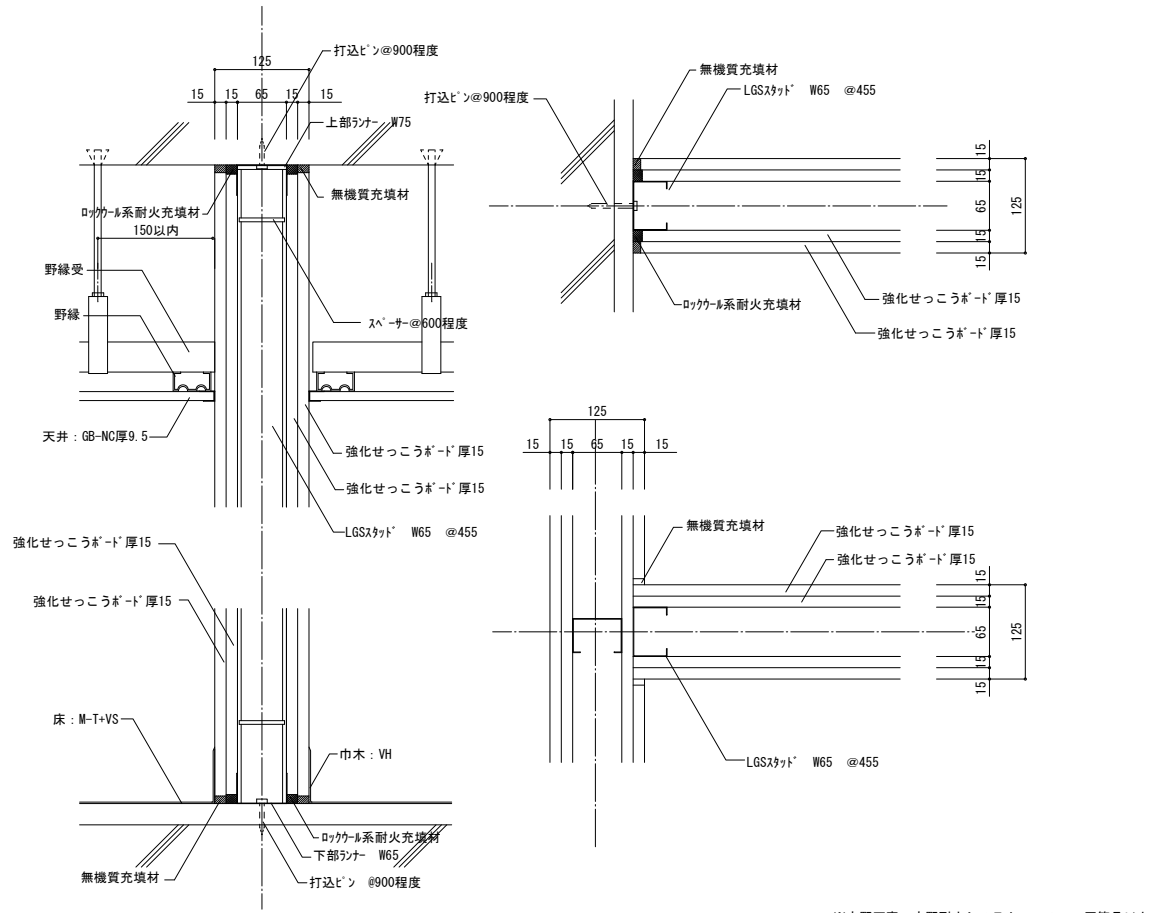 打込ピン@900程度
125
15 15 65 15 15
上部ランナー W75
無機質充填材
ロックウール系耐火充填材
150以内
野縁受
野縁
スペーサー@600程度
天井：GB-NC厚9.5
強化せっこうボード厚15
強化せっこうボード厚15
LGSスタッド W65 @455
強化せっこうボード厚15
強化せっこうボード厚15
床：M-T+VS
巾木：VH
ロックウール系耐火充填材
下部ランナー W65
無機質充填材
打込ピン @900程度
無機質充填材
LGSスタッド W65 @455
打込ピン@900程度
15
15
65
125
15
15
強化せっこうボード厚15
ロックウール系耐火充填材
強化せっこうボード厚15
125
15 15 65 15 15
無機質充填材
強化せっこうボード厚15
強化せっこうボード厚15
15
15
65
125
15
15
LGSスタッド W65 @455